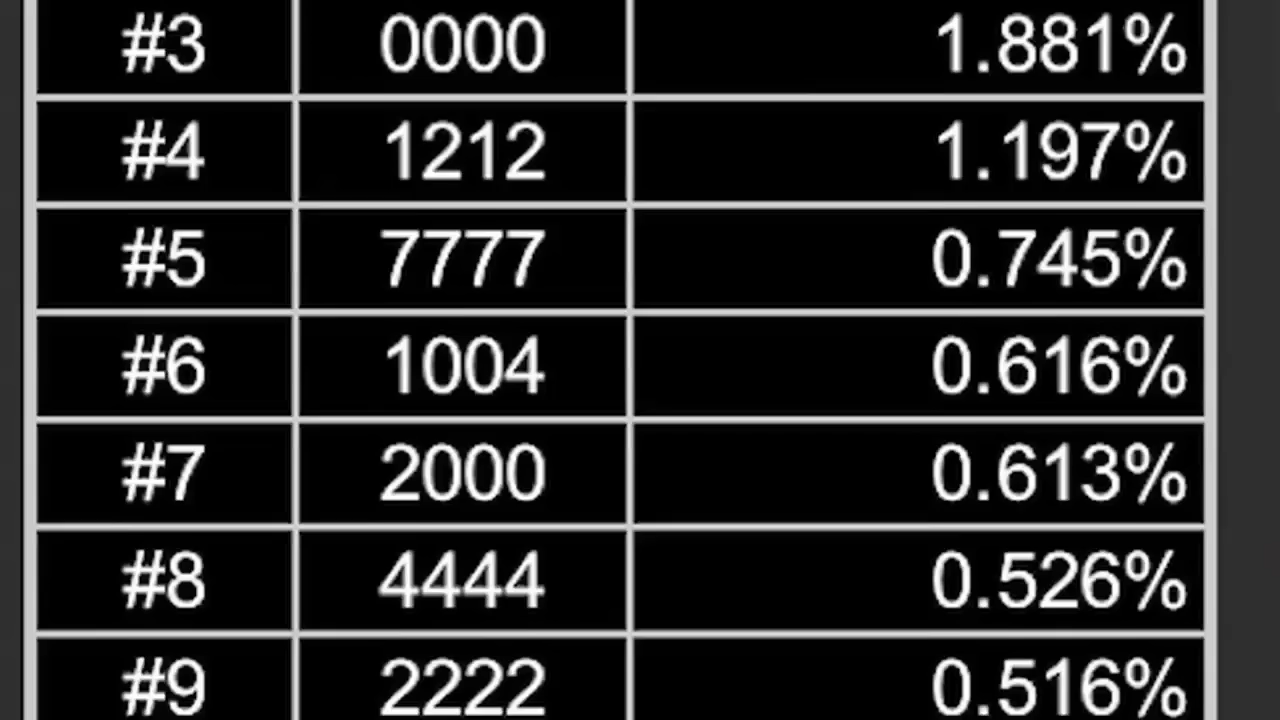 #3 0000 1.881%
#4 1212 1.197%
#5 7777 0.745%
#6 1004 0.616%
#7 2000 0.613%
#8 4444 0.526%
#9 2222 0.516%